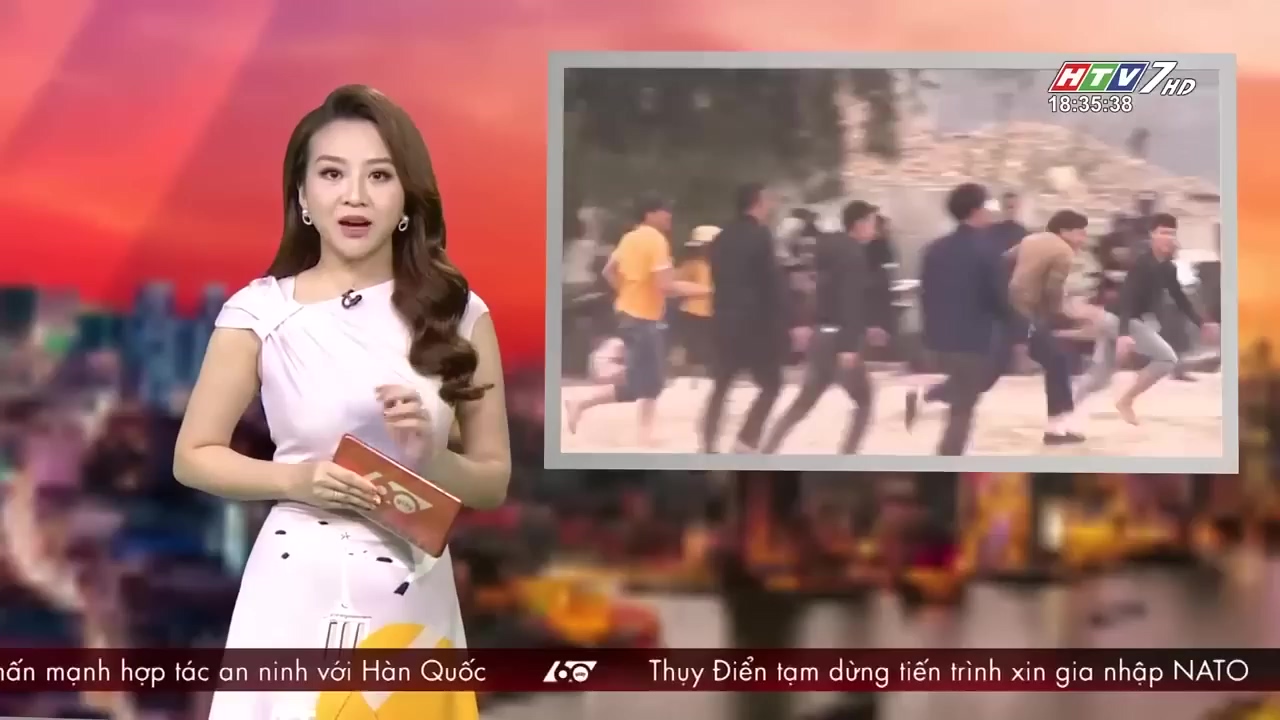 HTV7 HD
18:35:38
mạnh hợp tác an ninh với Hàn Quốc
60
Thụy Điển tạm dừng tiến trình xin gia nhập NATO